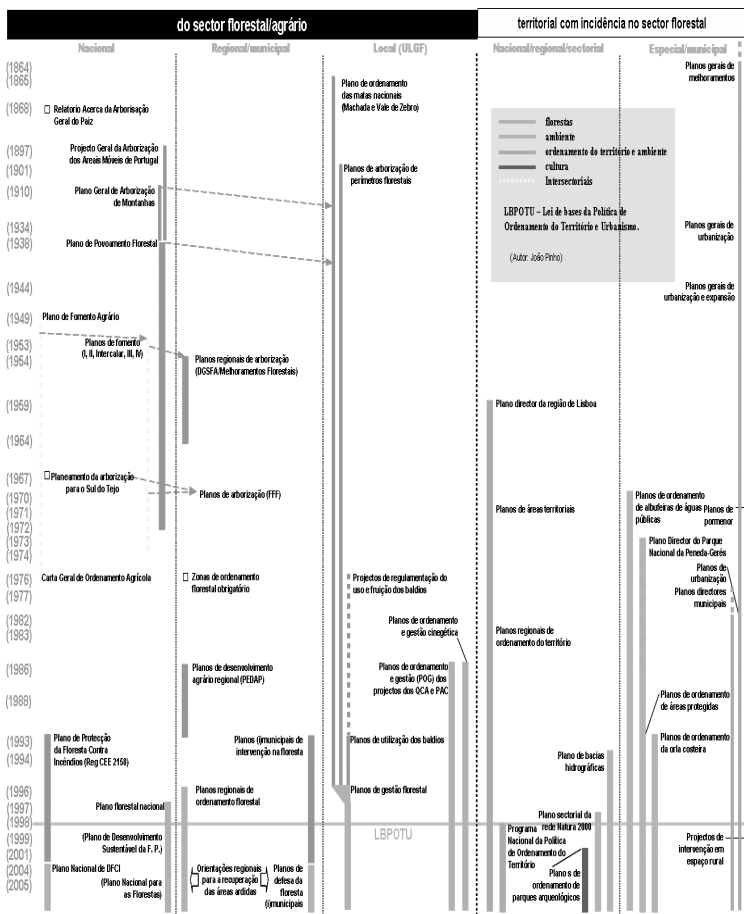 do sector florestal/agrário
territorial com incidência no sector florestal
Nacional
Regional/municipal
Local (ULGF)
Nacional/regional/sectorial
Especial/municipal
(1864)
(1865)
(1868)
(1897)
(1901)
(1910)
(1934)
(1938)
(1944)
(1949)
(1953)
(1954)
(1959)
(1964)
(1967)
(1970)
(1971)
(1972)
(1973)
(1974)
(1976)
(1977)
(1982)
(1983)
(1986)
(1988)
(1993)
(1994)
(1996)
(1997)
(1998)
(1999)
(2001)
(2004)
(2005)
Relatorio Acerca da Arborisação
Geral do Paiz
Projecto Geral da Arborização
dos Areais Móveis de Portugal
Plano Geral de Arborização
de Montanhas
Plano de Povoamento Florestal
Plano de Fomento Agrário
Planos de fomento
(I, II, Intercalar, III, IV)
Planeamento da arborização
para o Sul do Tejo
Carta Geral de Ordenamento Agrícola
Plano de Protecção
da Floresta Contra
Incêndios (Reg CEE 2158)
Plano florestal nacional
(Plano de Desenvolvimento
Sustentável da F. P.)
Plano Nacional de DFCI
(Plano Nacional para
as Florestas)
Planos regionais de arborização
(DGSFA/Melhoramentos Florestais)
Planos de arborização (FFF)
Zonas de ordenamento
florestal obrigatório
Planos de desenvolvimento
agrário regional (PEDAP)
Planos (i)municipais de
intervenção na floresta
Planos regionais de
ordenamento florestal
Orientações regionais
para a recuperação
das áreas ardidas
Planos de
defesa da
floresta
(i)municipais
Plano de ordenamento
das matas nacionais
(Machada e Vale de Zebro)
Planos de arborização de
perímetros florestais
Projectos de regulamentação do
uso e fruição dos baldios
Planos de ordenamento
e gestão cinegética
Planos de ordenamento
e gestão (POG) dos
projectos dos QCA e PAC
Planos de utilização dos baldios
Planos de gestão florestal
LBPOTU
florestas
ambiente
ordenamento do território e ambiente
cultura
Intersectoriais
LBPOTU – Lei de bases da Política de
Ordenamento do Território e Urbanismo.
(Autor: João Pinho)
Plano director da região de Lisboa
Planos de áreas territoriais
Planos regionais de
ordenamento do território
Plano de bacias
hidrográficas
Plano sectorial da
rede Natura 2000
Programa
Nacional da Política
de Ordenamento do
Território
Plano s de
ordenamento de
parques arqueológicos
Planos gerais de
melhoramentos
Planos gerais de
urbanização
Planos gerais de
urbanização e expansão
Planos de ordenamento
de albufeiras de águas
públicas
Planos de
pormenor
Plano Director do Parque
Nacional da Peneda-Gerês
Planos de
urbanização
Planos directores
municipais
Planos de ordenamento
de áreas protegidas
Planos de ordenamento
da orla costeira
Projectos de
intervenção em
espaço rural